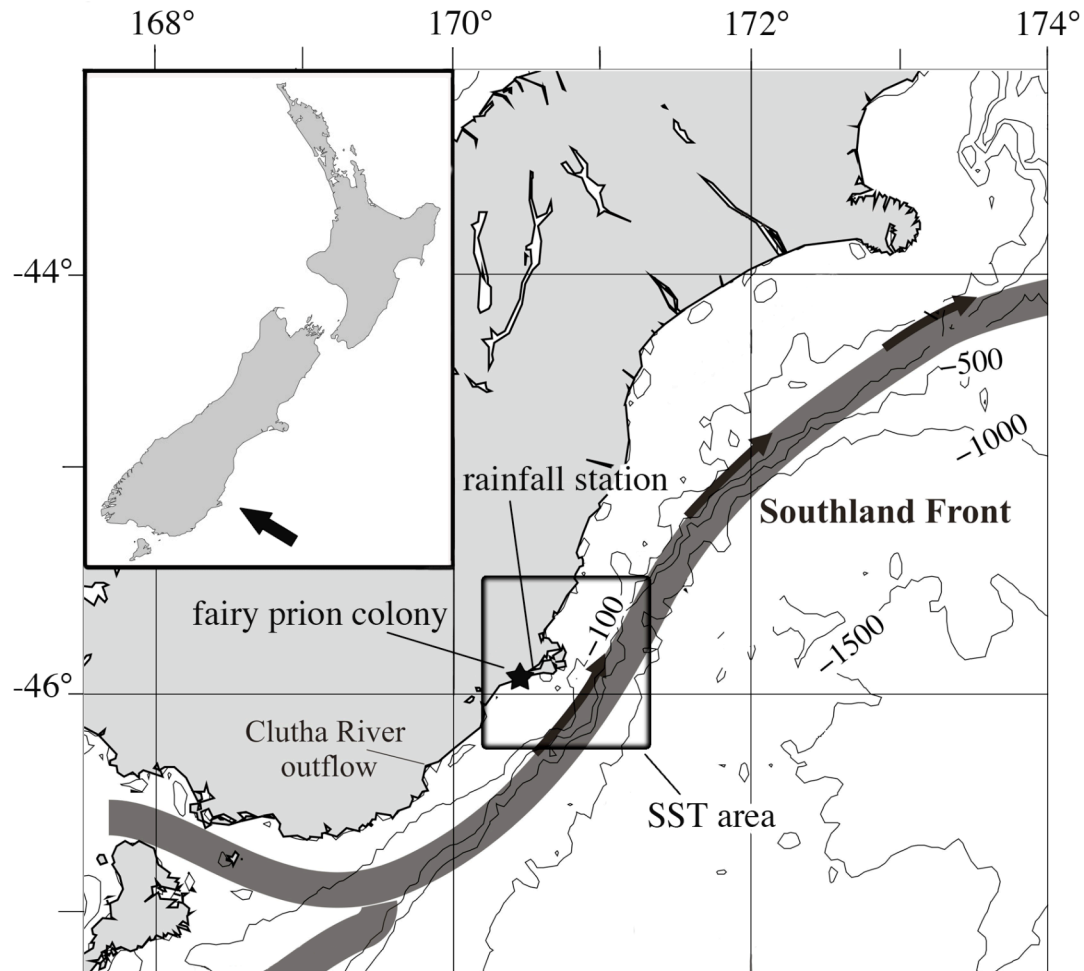 168°
170°
172°
174°
-44°
-500
-1000
rainfall station
Southland Front
fairy prion colony
-100
-1500
-46°
Clutha River
outflow
SST area